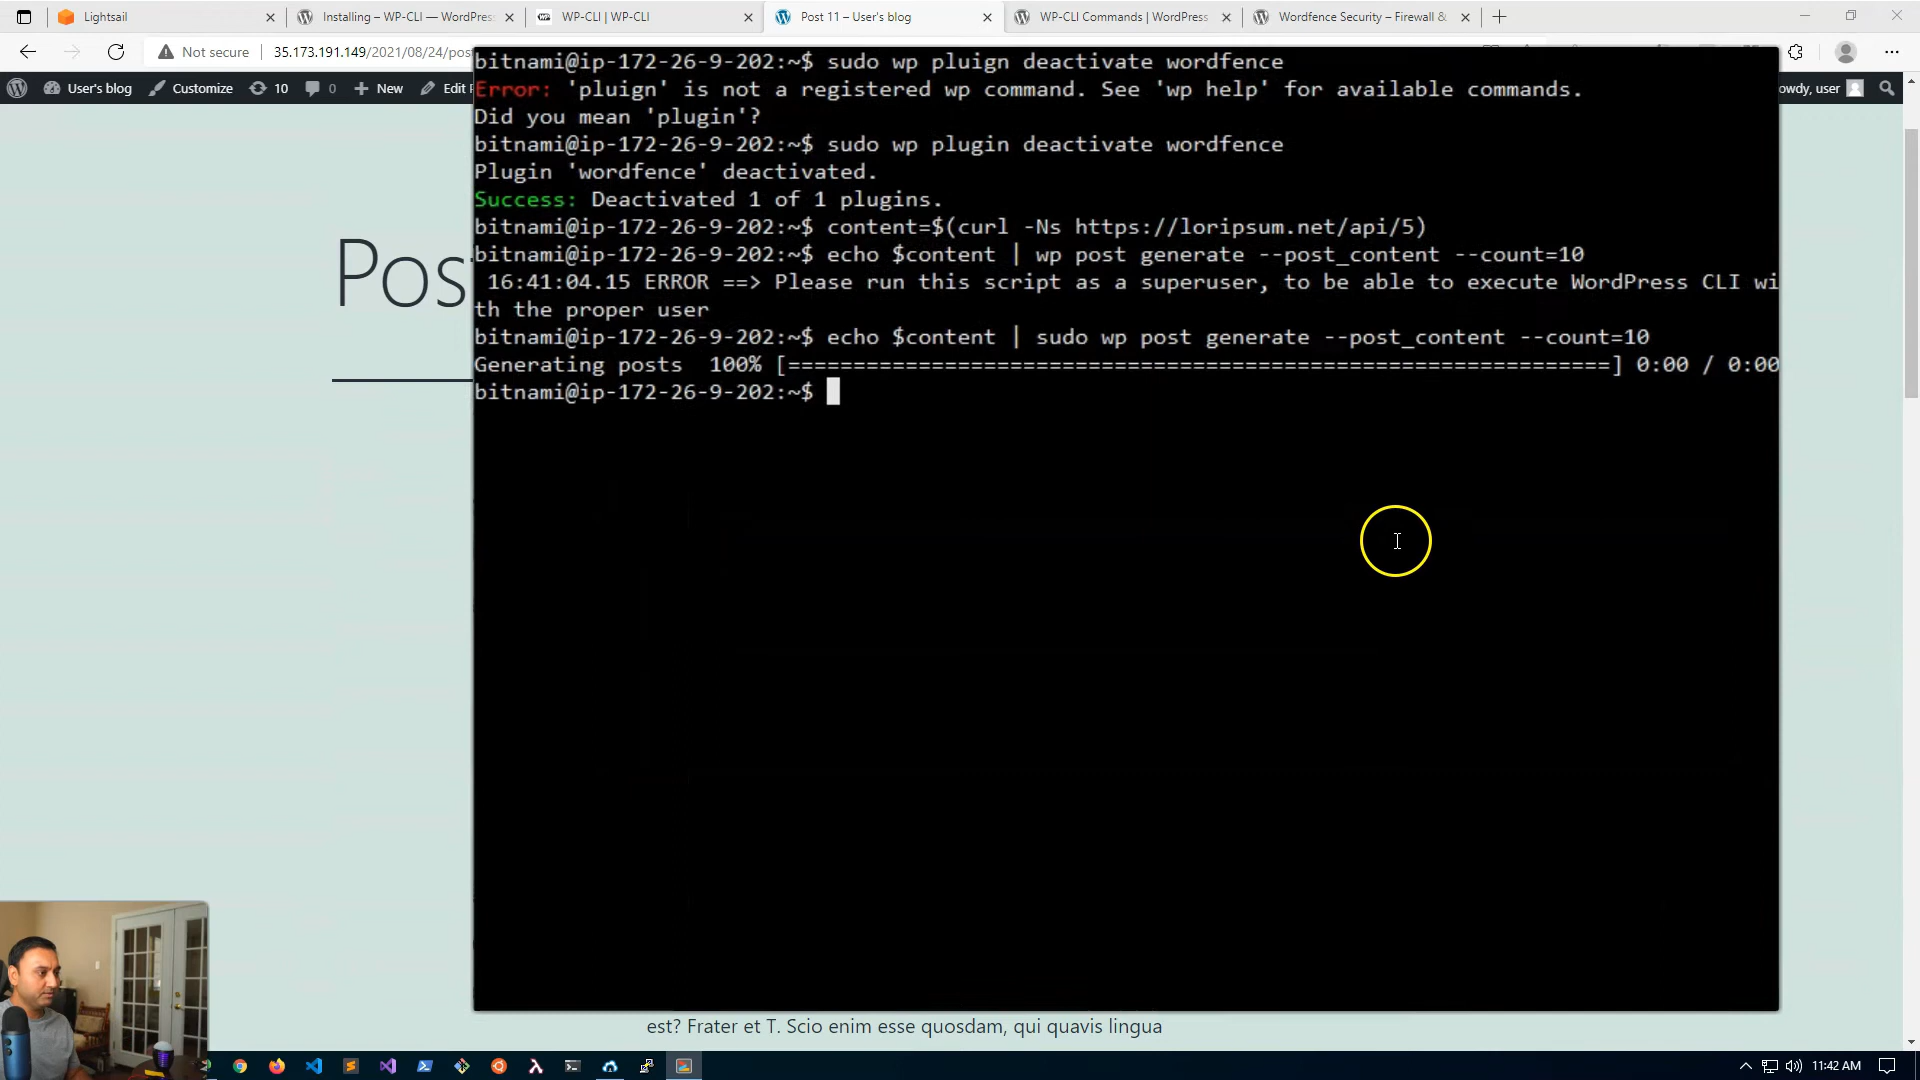 Lightsail
Installing – WP-CLI — WordPress
WP-CLI | WP-CLI
Post 11 – User's blog
WP-CLI Commands | WordPress
Wordfence Security – Firewall &
Not secure
35.173.191.149/2021/08/24/pos
User's blog
Customize
10
0
New
Edit P
owdy, user
Pos
bitnami@ip-172-26-9-202:~$ sudo wp pluign deactivate wordfence
Error: 'pluign' is not a registered wp command. See 'wp help' for available commands.
Did you mean 'plugin'?
bitnami@ip-172-26-9-202:~$ sudo wp plugin deactivate wordfence
Plugin 'wordfence' deactivated.
Success: Deactivated 1 of 1 plugins.
bitnami@ip-172-26-9-202:~$ content=$(curl -Ns https://loripsum.net/api/5)
bitnami@ip-172-26-9-202:~$ echo $content | wp post generate --post_content --count=10
16:41:04.15 ERROR ==> Please run this script as a superuser, to be able to execute WordPress CLI wi
th the proper user
bitnami@ip-172-26-9-202:~$ echo $content | sudo wp post generate --post_content --count=10
Generating posts 100% [===============================================================] 0:00 / 0:00
bitnami@ip-172-26-9-202:~$
est? Frater et T. Scio enim esse quosdam, qui quavis lingua
11:42 AM